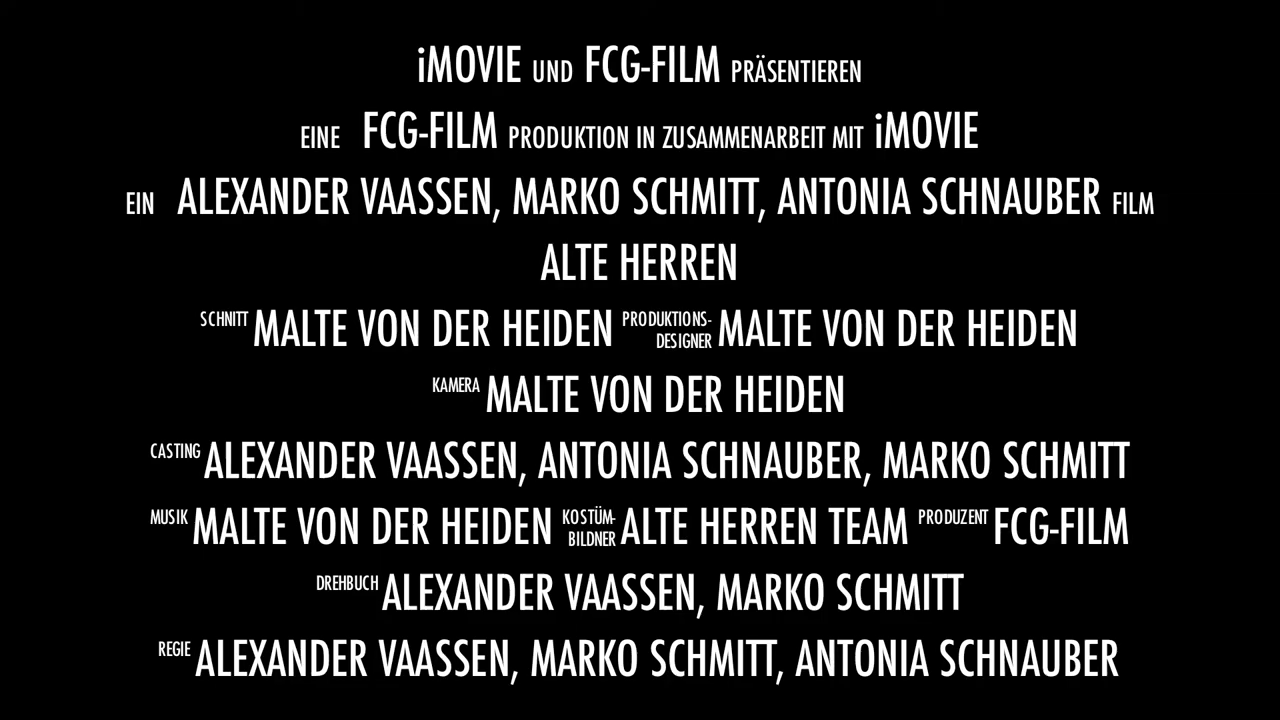 iMOVIE UND FCG-FILM PRÄSENTIEREN
EINE FCG-FILM PRODUKTION IN ZUSAMMENARBEIT MIT iMOVIE
EIN ALEXANDER VAASSEN, MARKO SCHMITT, ANTONIA SCHNAUBER FILM
ALTE HERREN
SCHNITT MALTE VON DER HEIDEN PRODUKTIONS-DESIGNER MALTE VON DER HEIDEN
KAMERA MALTE VON DER HEIDEN
CASTING ALEXANDER VAASSEN, ANTONIA SCHNAUBER, MARKO SCHMITT
MUSIK MALTE VON DER HEIDEN KOSTÜM-BILDNER ALTE HERREN TEAM PRODUZENT FCG-FILM
DREHBUCH ALEXANDER VAASSEN, MARKO SCHMITT
REGIE ALEXANDER VAASSEN, MARKO SCHMITT, ANTONIA SCHNAUBER